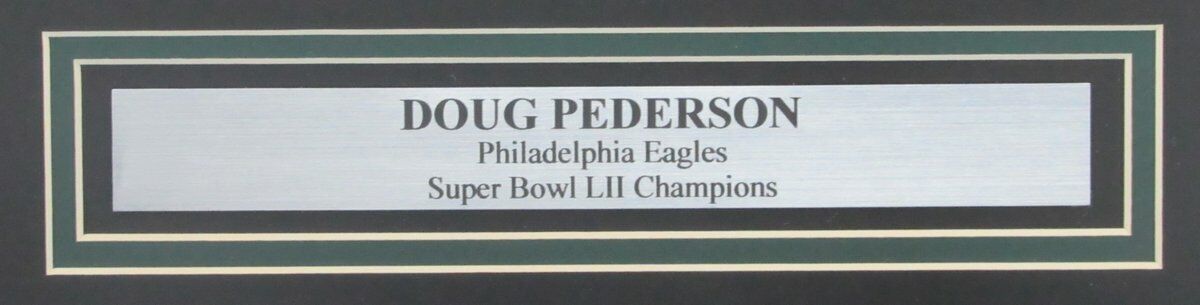 DOUG PEDERSON
Philadelphia Eagles
Super Bowl LII Champions